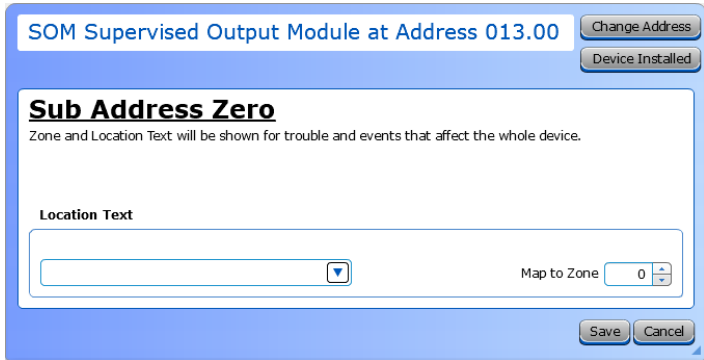 SOM Supervised Output Module at Address 013.00
Change Address
Device Installed
Sub Address Zero
Zone and Location Text will be shown for trouble and events that affect the whole device.
Location Text
Map to Zone 0
Save Cancel